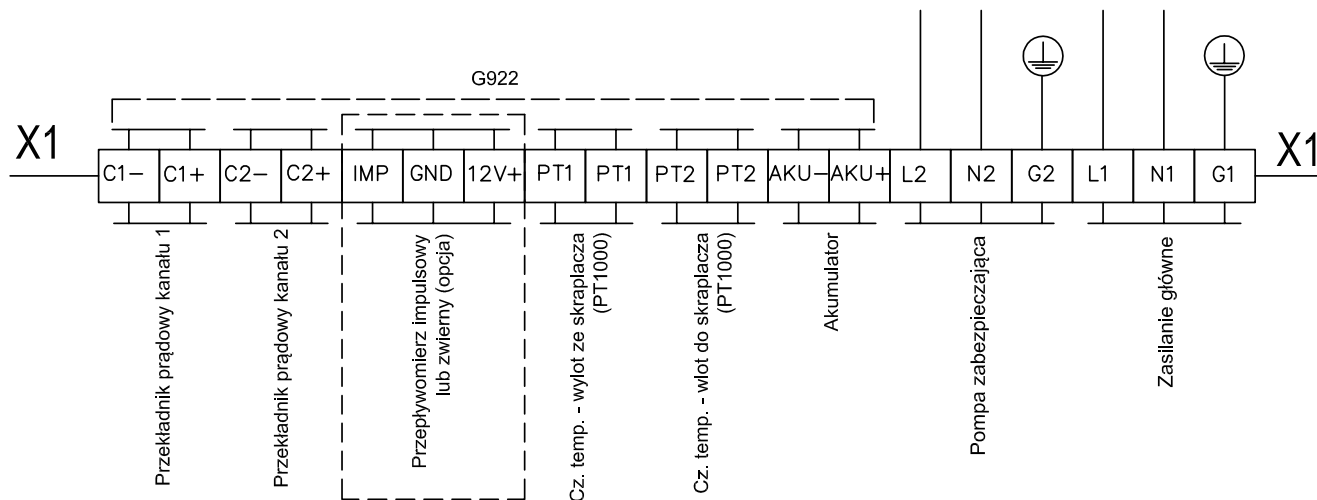 G922
X1
C1-
C1+
C2-
C2+
IMP
GND
12V+
PT1
PT1
PT2
PT2
AKU-
AKU+
L2
N2
G2
L1
N1
G1
X1
Przekładnik prądowy kanału 1
Przekładnik prądowy kanału 2
Przepływomierz impulsowy
lub zwierny (opcja)
Cz. temp. - wylot ze skraplacza
(PT1000)
Cz. temp. - wlot do skraplacza
(PT1000)
Akumulator
Pompa zabezpieczająca
Zasilanie główne